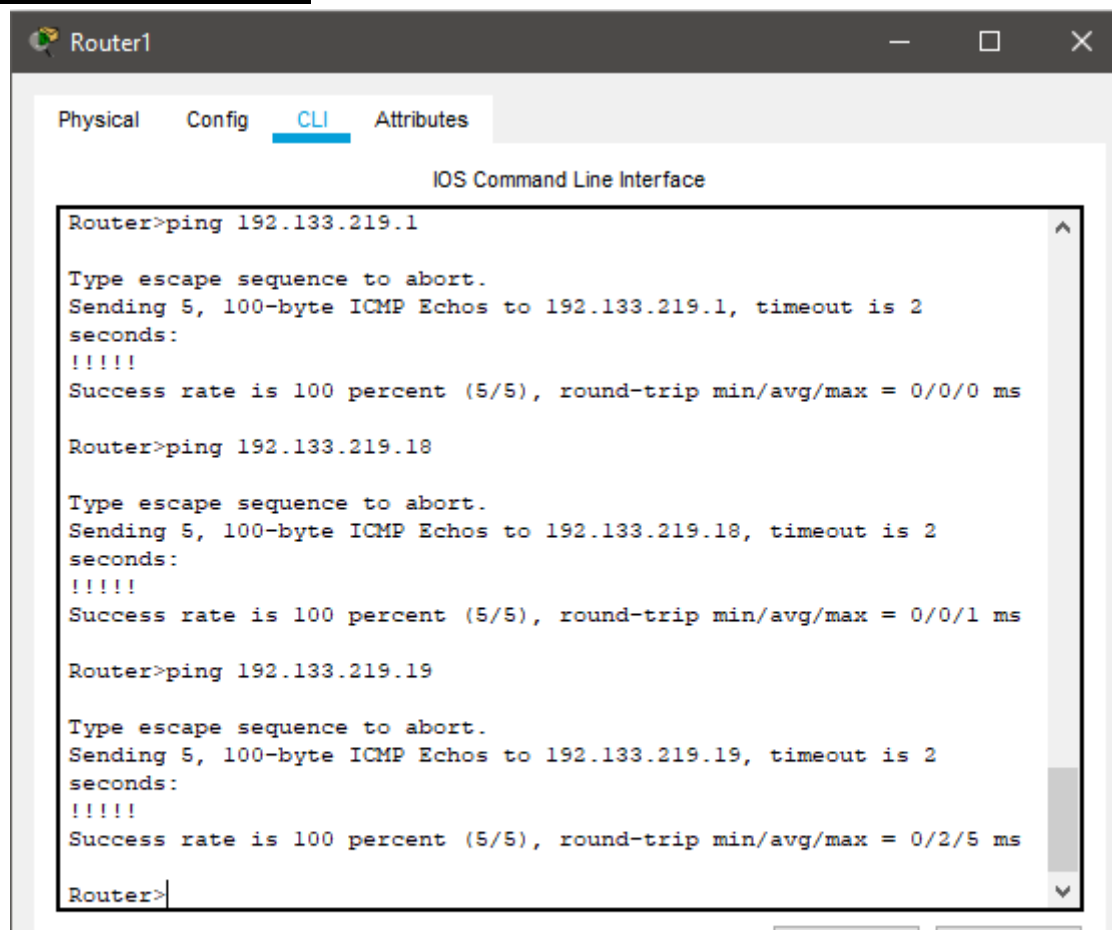 Router1
Physical Config CLI Attributes
IOS Command Line Interface
Router>ping 192.133.219.1
Type escape sequence to abort.
Sending 5, 100-byte ICMP Echos to 192.133.219.1, timeout is 2
seconds:
!!!!!
Success rate is 100 percent (5/5), round-trip min/avg/max = 0/0/0 ms
Router>ping 192.133.219.18
Type escape sequence to abort.
Sending 5, 100-byte ICMP Echos to 192.133.219.18, timeout is 2
seconds:
!!!!!
Success rate is 100 percent (5/5), round-trip min/avg/max = 0/0/1 ms
Router>ping 192.133.219.19
Type escape sequence to abort.
Sending 5, 100-byte ICMP Echos to 192.133.219.19, timeout is 2
seconds:
!!!!!
Success rate is 100 percent (5/5), round-trip min/avg/max = 0/2/5 ms
Router>